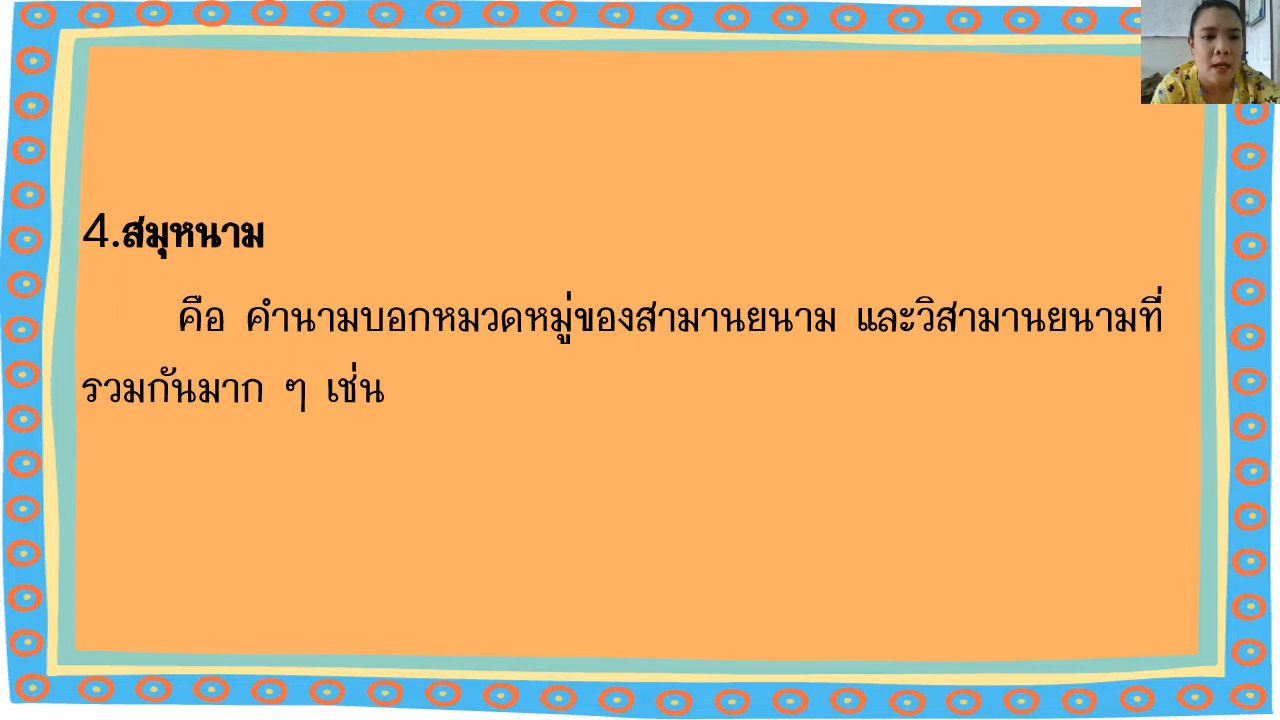 4.สมุหนาม
คือ คำนามบอกหมวดหมู่ของสามานยนาม และวิสามานยนามที่
รวมกันมาก ๆ เช่น